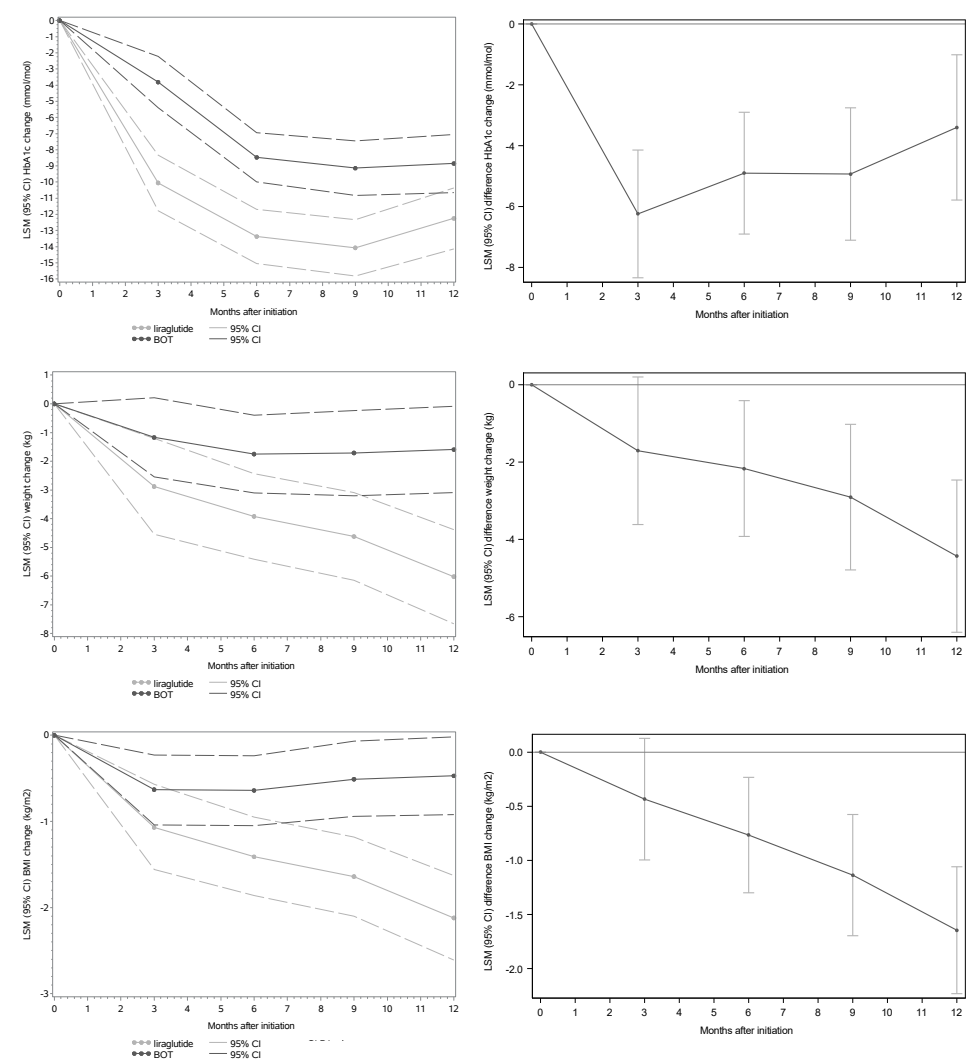 LSM (95% CI) HbA1c change (mmol/mol)
0
-1
-2
-3
-4
-5
-6
-7
-8
-9
-10
-11
-12
-13
-14
-15
-16
0 1 2 3 4 5 6 7 8 9 10 11 12
Months after initiation
liraglutide 95% CI
BOT 95% CI
LSM (95% CI) difference HbA1c change (mmol/mol)
0
-2
-4
-6
-8
0 1 2 3 4 5 6 7 8 9 10 11 12
Months after initiation
LSM (95% CI) weight change (kg)
1
0
-1
-2
-3
-4
-5
-6
-7
-8
0 1 2 3 4 5 6 7 8 9 10 11 12
Months after initiation
liraglutide 95% CI
BOT 95% CI
LSM (95% CI) difference weight change (kg)
0
-2
-4
-6
0 1 2 3 4 5 6 7 8 9 10 11 12
Months after initiation
LSM (95% CI) BMI change (kg/m2)
0
-1
-2
-3
0 1 2 3 4 5 6 7 8 9 10 11 12
Months after initiation
liraglutide 95% CI
BOT 95% CI
LSM (95% CI) difference BMI change (kg/m2)
0.0
-0.5
-1.0
-1.5
-2.0
0 1 2 3 4 5 6 7 8 9 10 11 12
Months after initiation